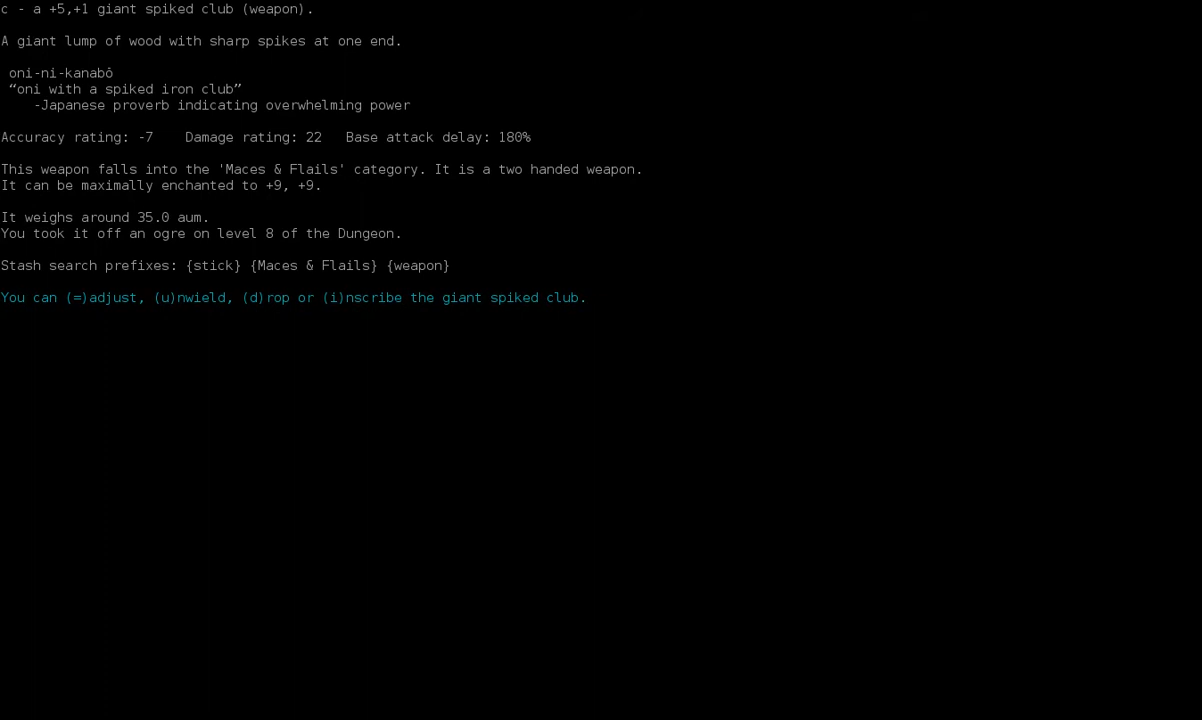 c - a +5,+1 giant spiked club (weapon).
A giant lump of wood with sharp spikes at one end.
oni-ni-kanabō
“oni with a spiked iron club”
-Japanese proverb indicating overwhelming power
Accuracy rating: -7    Damage rating: 22   Base attack delay: 180%
This weapon falls into the 'Maces & Flails' category. It is a two handed weapon.
It can be maximally enchanted to +9, +9.
It weighs around 35.0 aum.
You took it off an ogre on level 8 of the Dungeon.
Stash search prefixes: {stick} {Maces & Flails} {weapon}
You can (=)adjust, (u)nwield, (d)rop or (i)nscribe the giant spiked club.